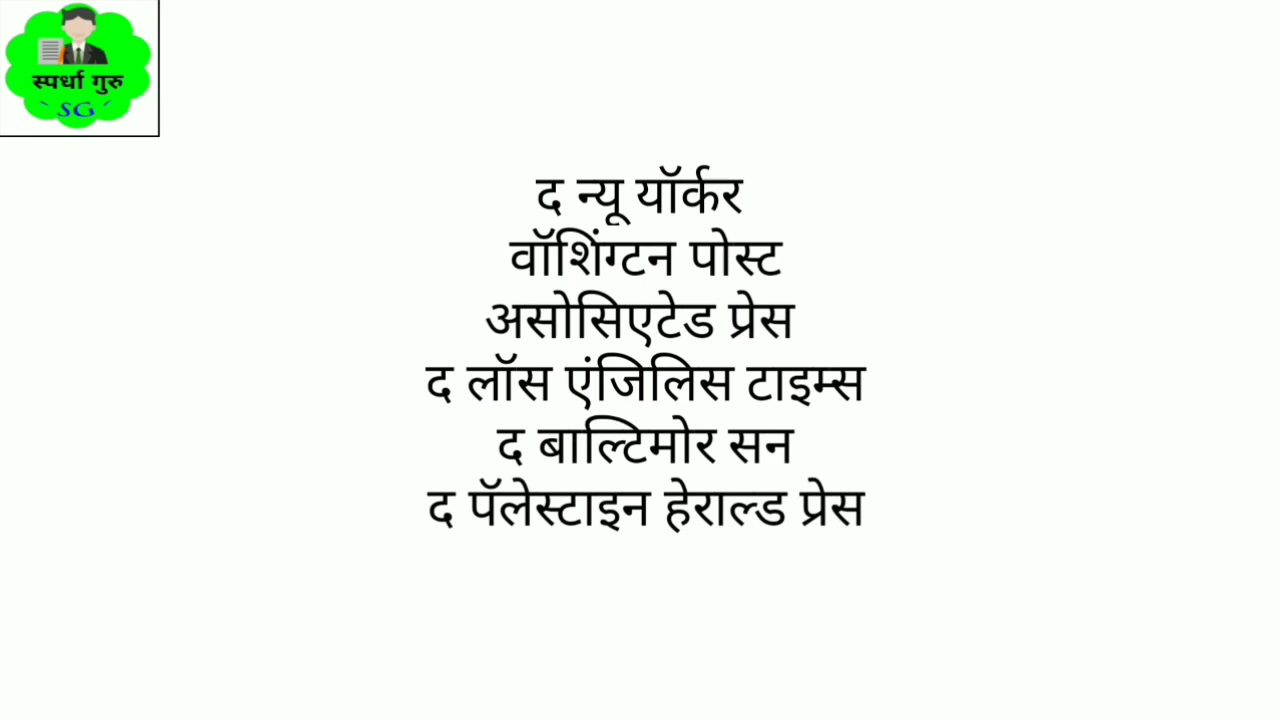 स्पर्धा गुरु
SG
द न्यू यॉर्कर
वॉशिंग्टन पोस्ट
असोसिएटेड प्रेस
द लॉस एंजिलिस टाइम्स
द बाल्टिमोर सन
द पॅलेस्टाइन हेराल्ड प्रेस